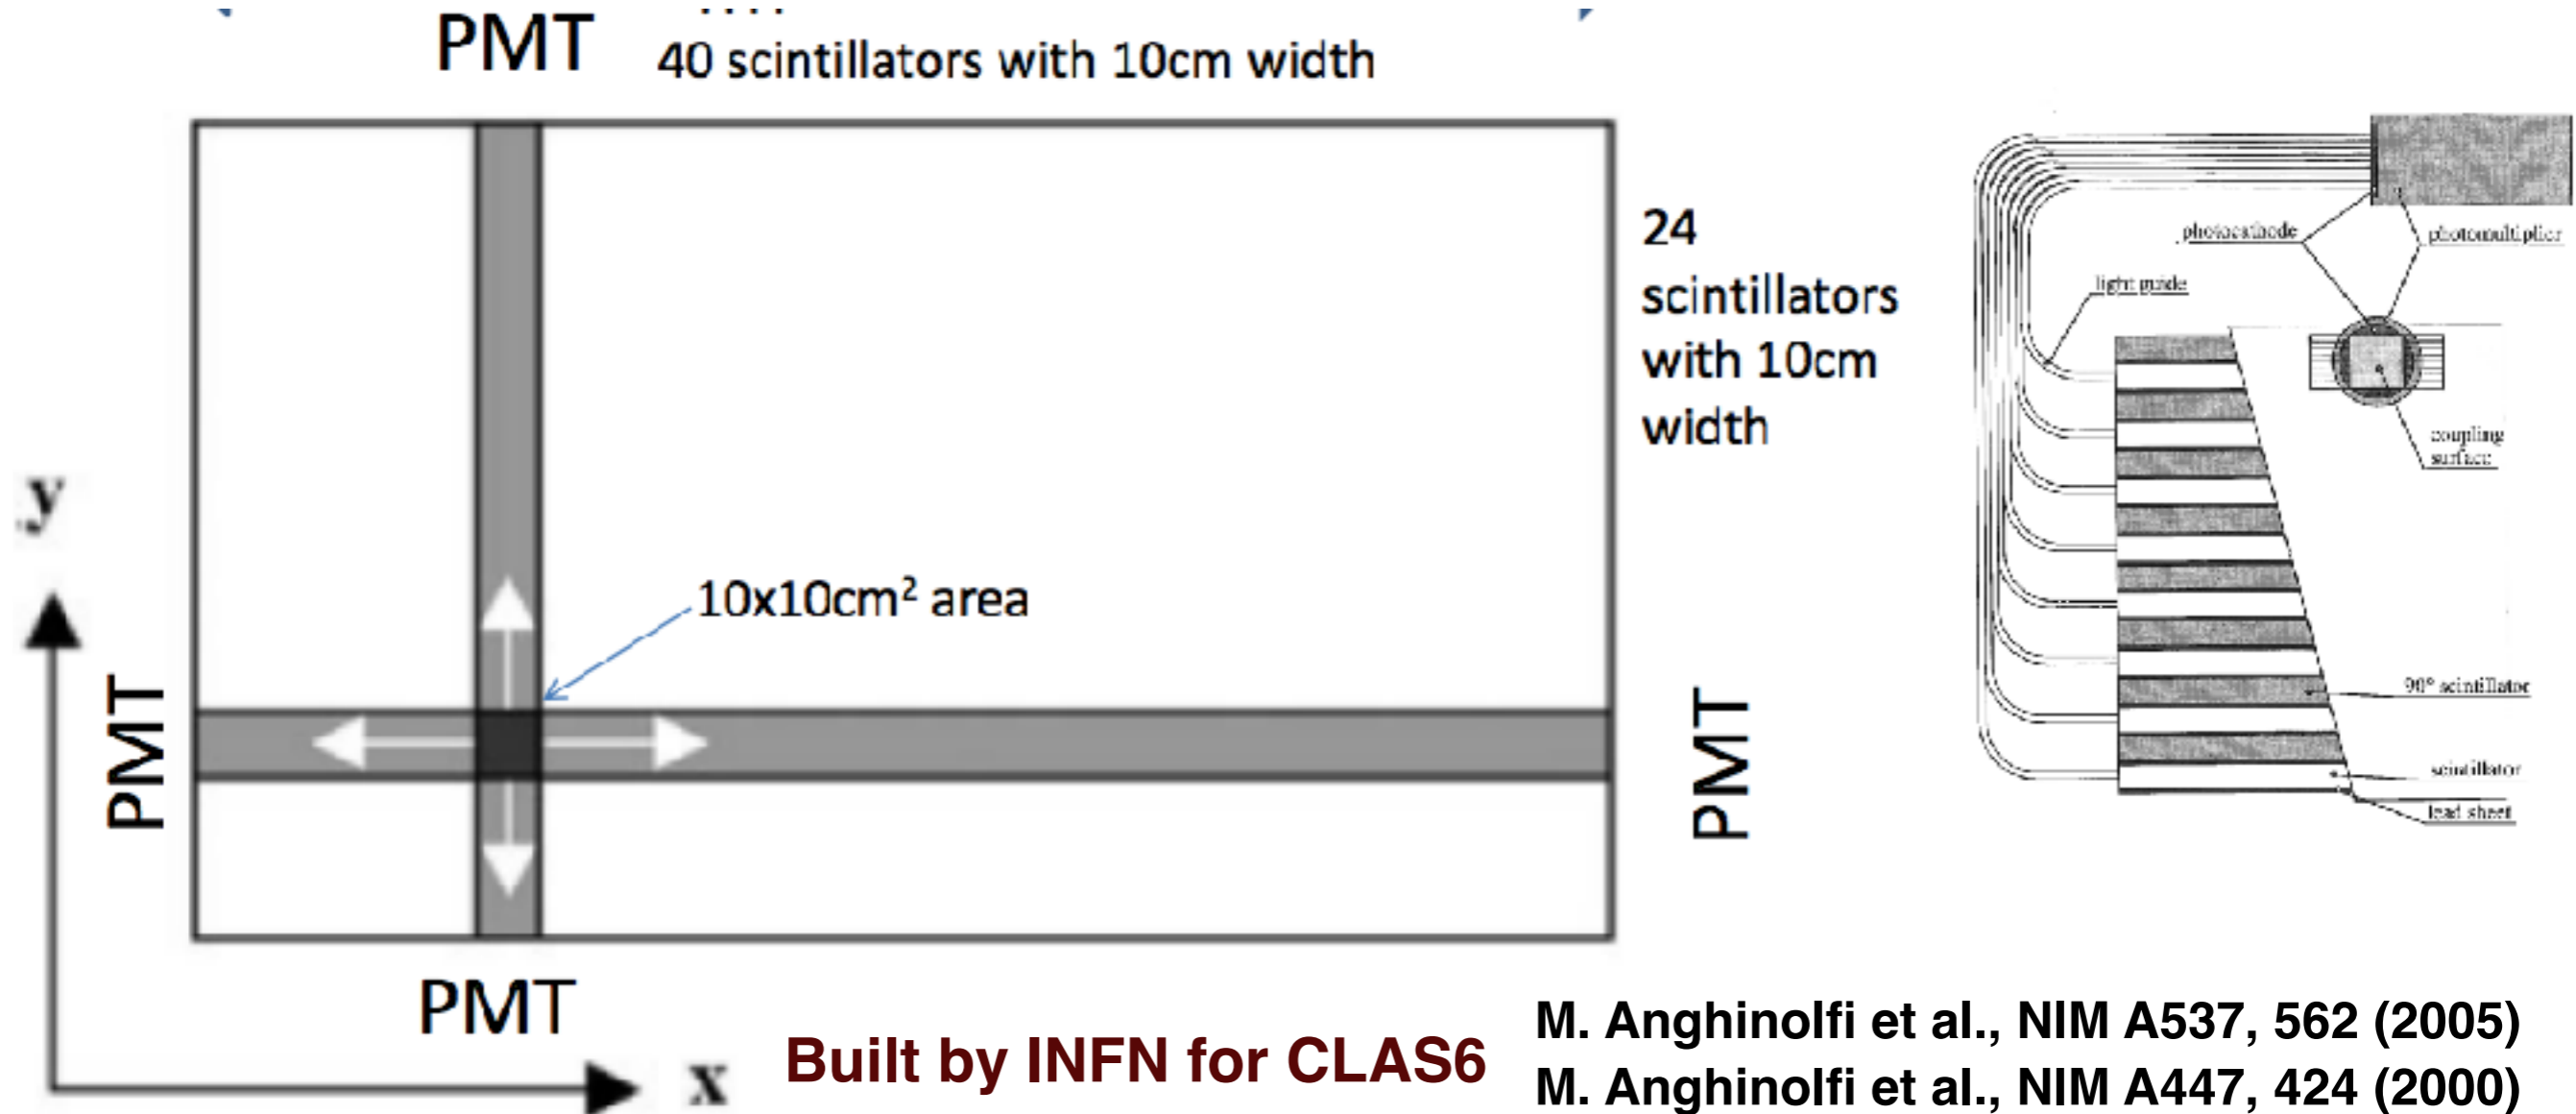 PMT
40 scintillators with 10cm width
24
scintillators
with 10cm
width
y
10x10cm² area
PMT
PMT
PMT
x
photocathode
photomultiplier
light guide
coupling
surface
90° scintillator
scintillator
lead sheet
Built by INFN for CLAS6
M. Anghinolfi et al., NIM A537, 562 (2005)
M. Anghinolfi et al., NIM A447, 424 (2000)